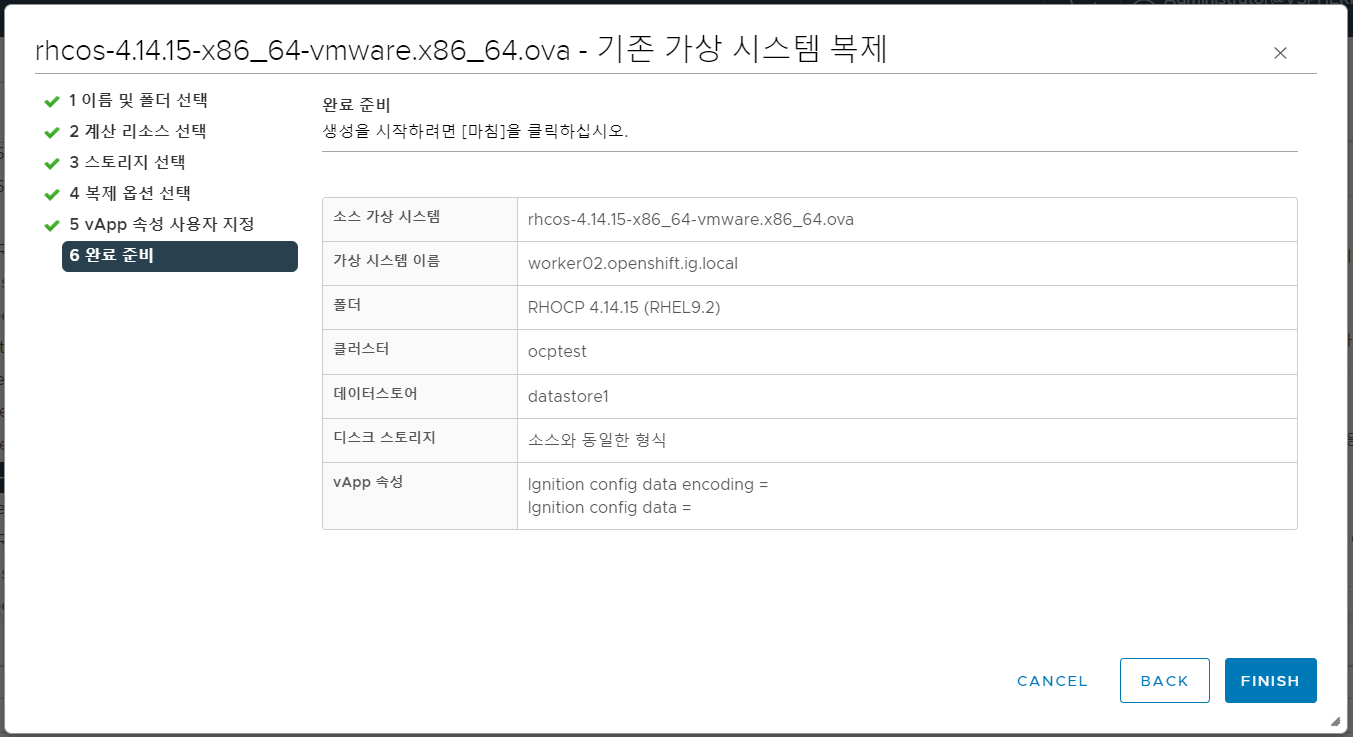 rhcos-4.14.15-x86_64-vmware.x86_64.ova - 기존 가상 시스템 복제
1 이름 및 폴더 선택
2 계산 리소스 선택
3 스토리지 선택
4 복제 옵션 선택
5 vApp 속성 사용자 지정
6 완료 준비
완료 준비
생성을 시작하려면 [마침]을 클릭하십시오.
소스 가상 시스템 rhcos-4.14.15-x86_64-vmware.x86_64.ova
가상 시스템 이름 worker02.openshift.ig.local
폴더 RHOCP 4.14.15 (RHEL9.2)
클러스터 ocptest
데이터스토어 datastore1
디스크 스토리지 소스와 동일한 형식
vApp 속성 Ignition config data encoding =
Ignition config data =
CANCEL BACK FINISH